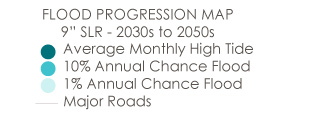 FLOOD PROGRESSION MAP
9” SLR - 2030s to 2050s
Average Monthly High Tide
10% Annual Chance Flood
1% Annual Chance Flood
Major Roads